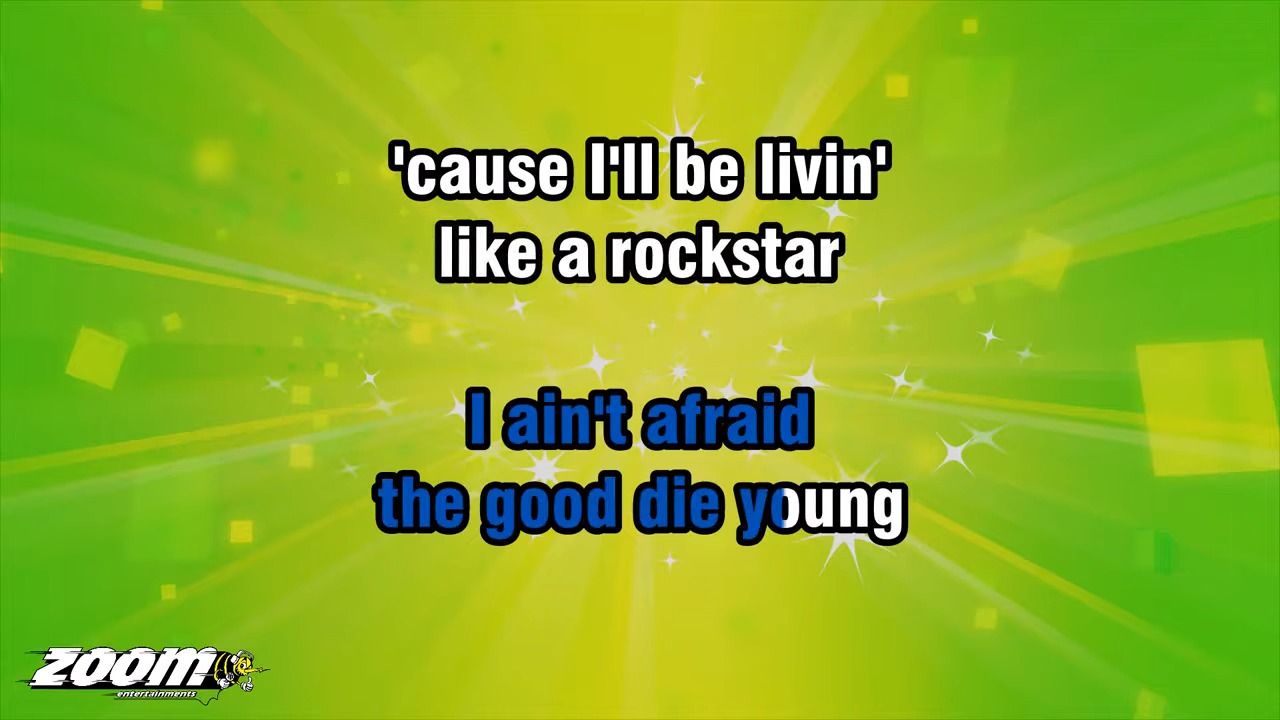 'cause I'll be livin'
like a rockstar
I ain't afraid
the good die young
ZOOM
entertainments